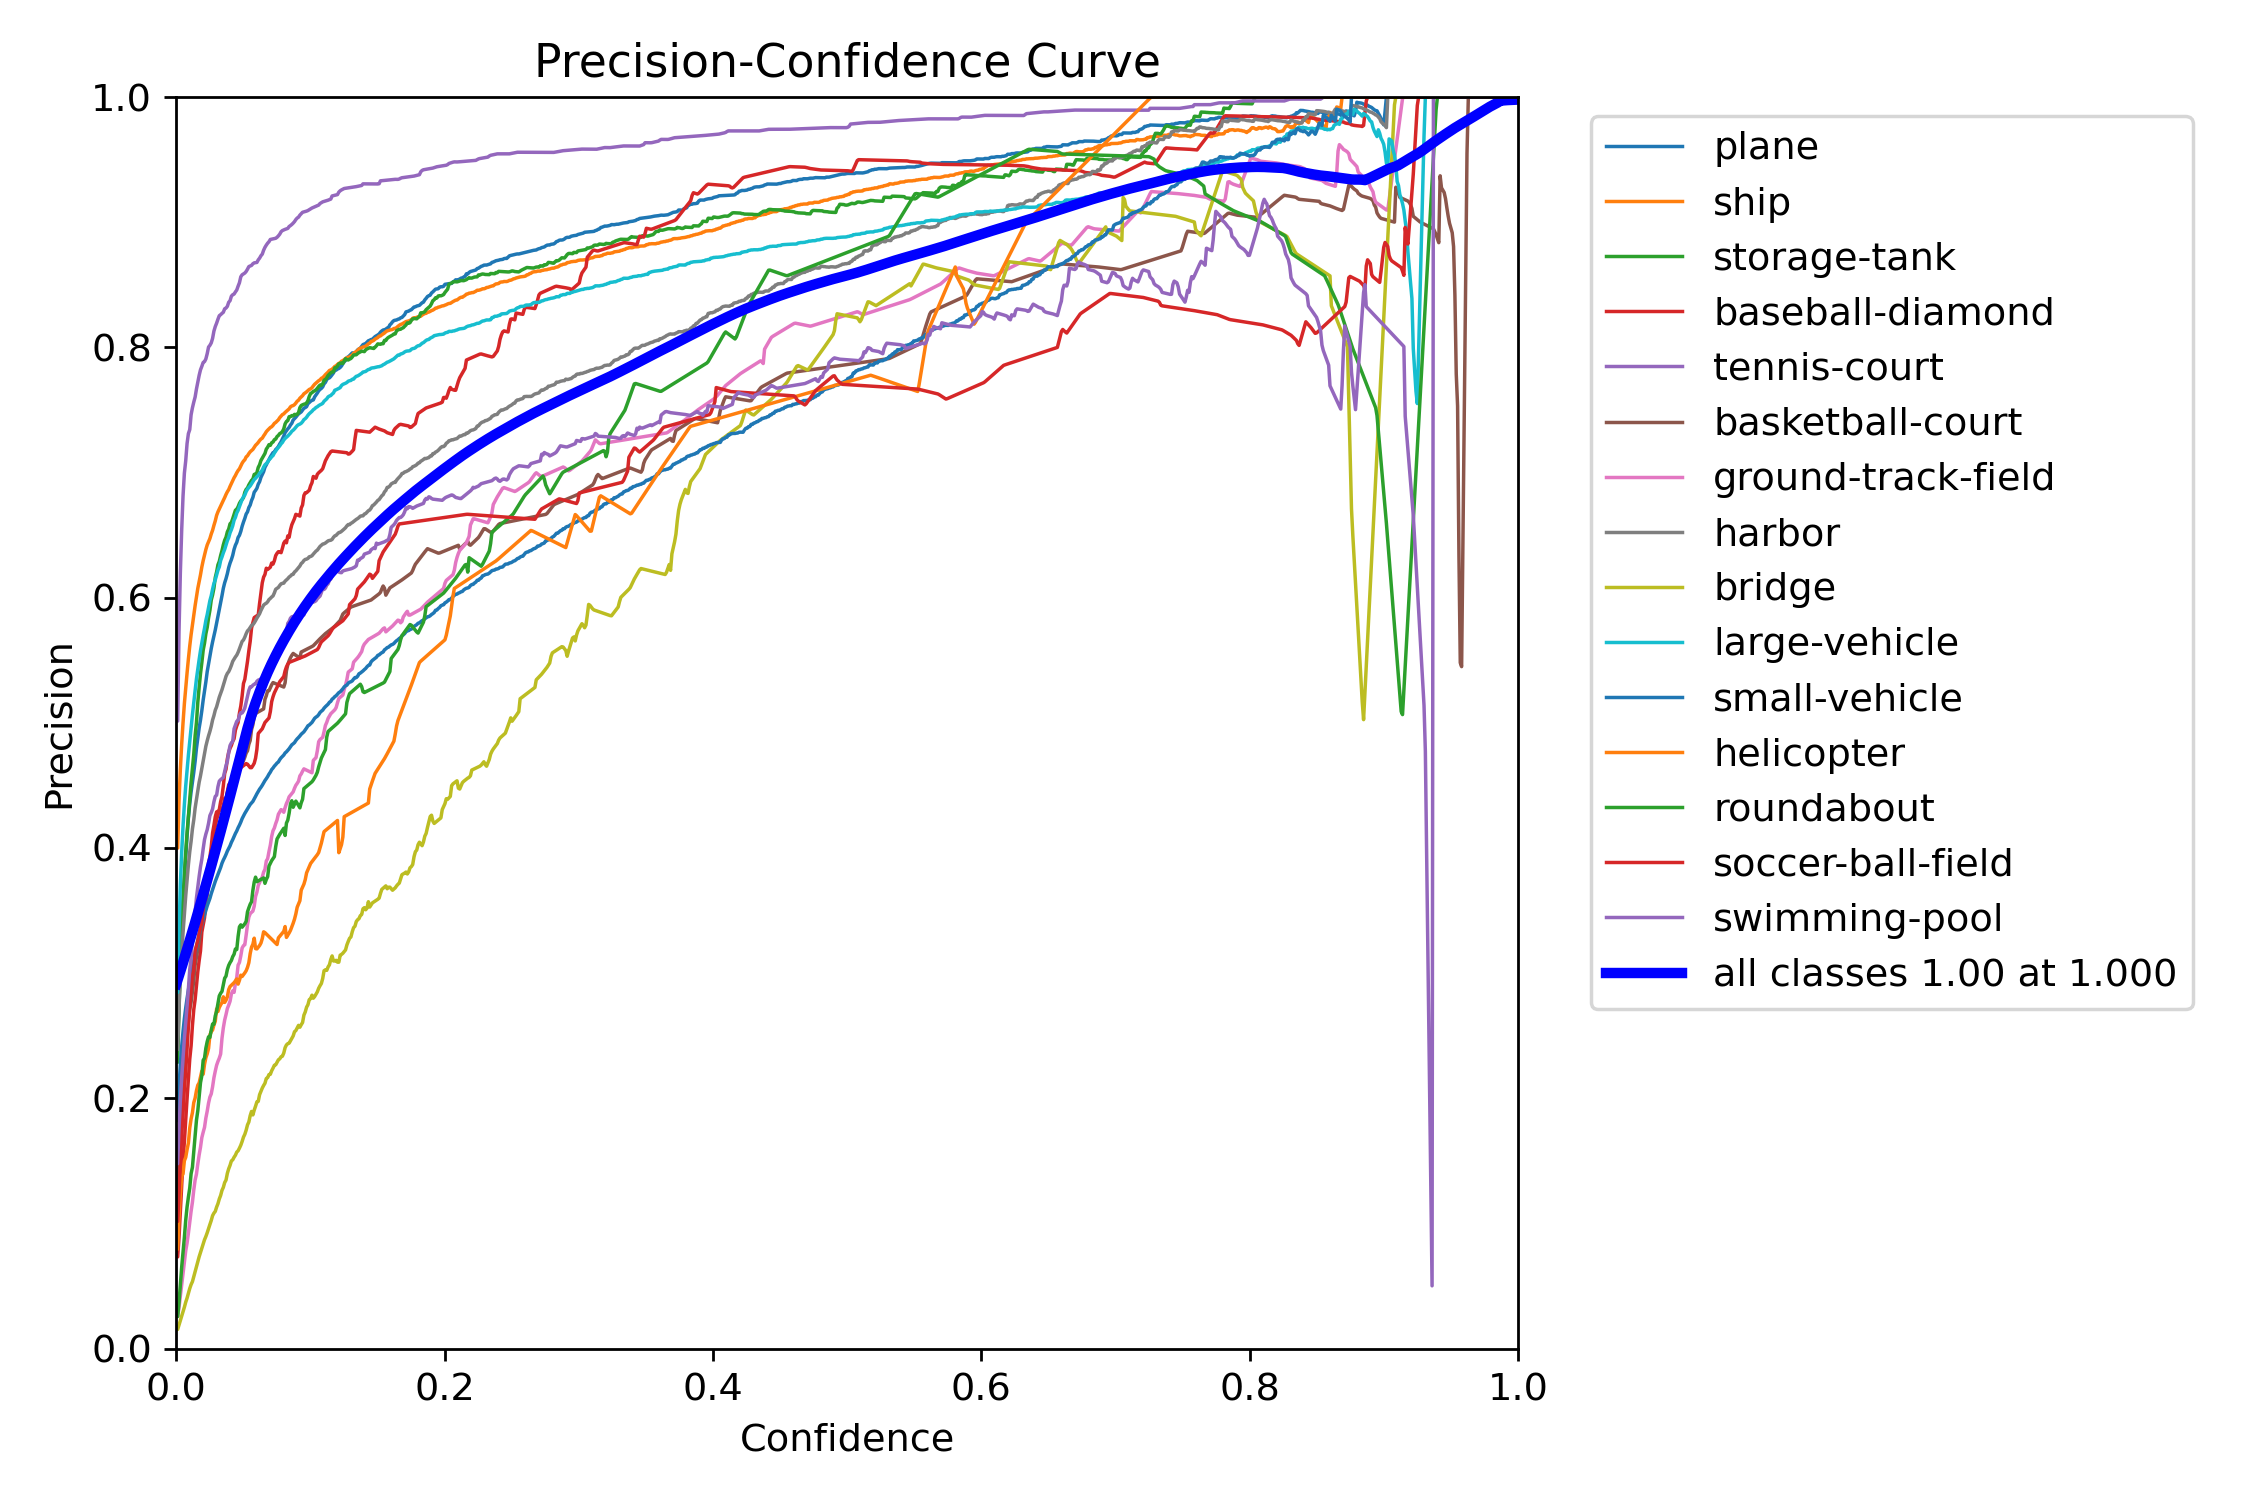 Precision-Confidence Curve
1.0
0.8
0.6
0.4
0.2
0.0
Precision
0.0 0.2 0.4 0.6 0.8 1.0
Confidence
plane
ship
storage-tank
baseball-diamond
tennis-court
basketball-court
ground-track-field
harbor
bridge
large-vehicle
small-vehicle
helicopter
roundabout
soccer-ball-field
swimming-pool
all classes 1.00 at 1.000